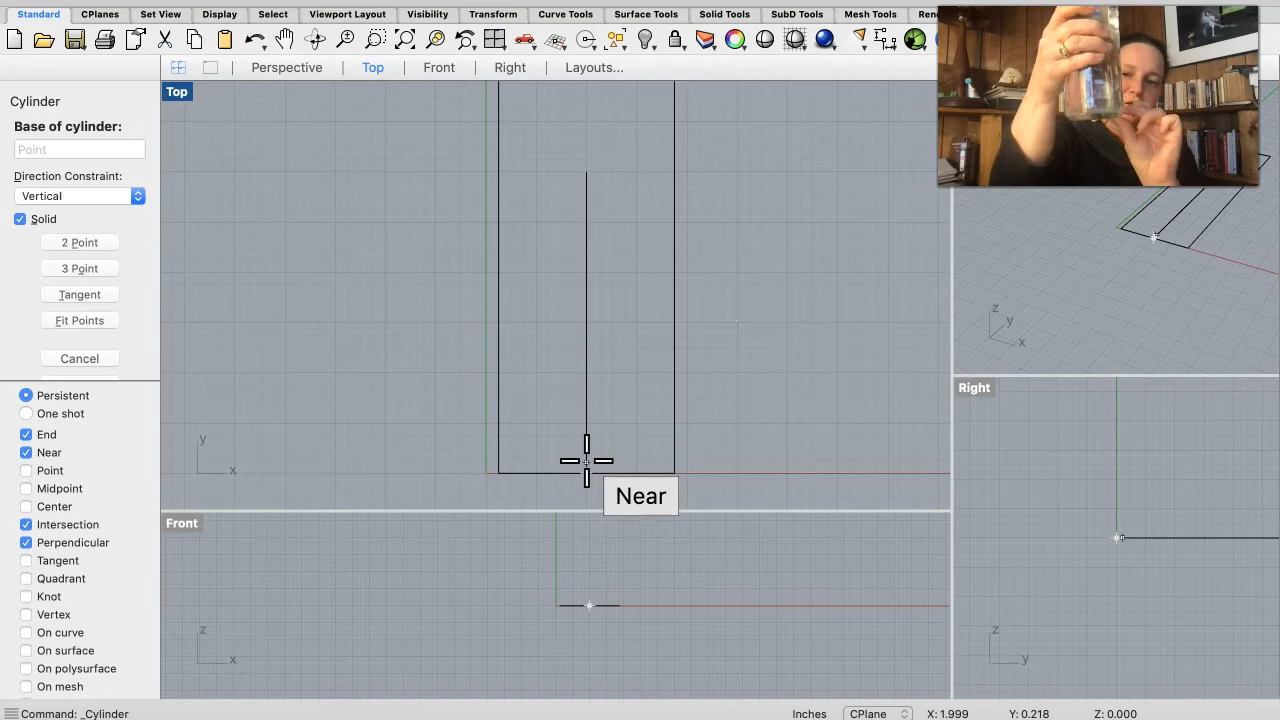 Standard CPlanes Set View Display Select Viewport Layout Visibility Transform Curve Tools Surface Tools Solid Tools SubD Tools Mesh Tools
Perspective Top Front Right Layouts...
Top
Cylinder
Base of cylinder:
Point
Direction Constraint:
Vertical
Solid
2 Point
3 Point
Tangent
Fit Points
Cancel
Persistent
One shot
End
Near
Point
Midpoint
Center
Intersection
Perpendicular
Tangent
Quadrant
Knot
Vertex
On curve
On surface
On polysurface
On mesh
y
x
Near
Front
z
x
z
y
x
Right
z
y
Command: _Cylinder
Inches CPlane X: 1.999 Y: 0.218 Z: 0.000